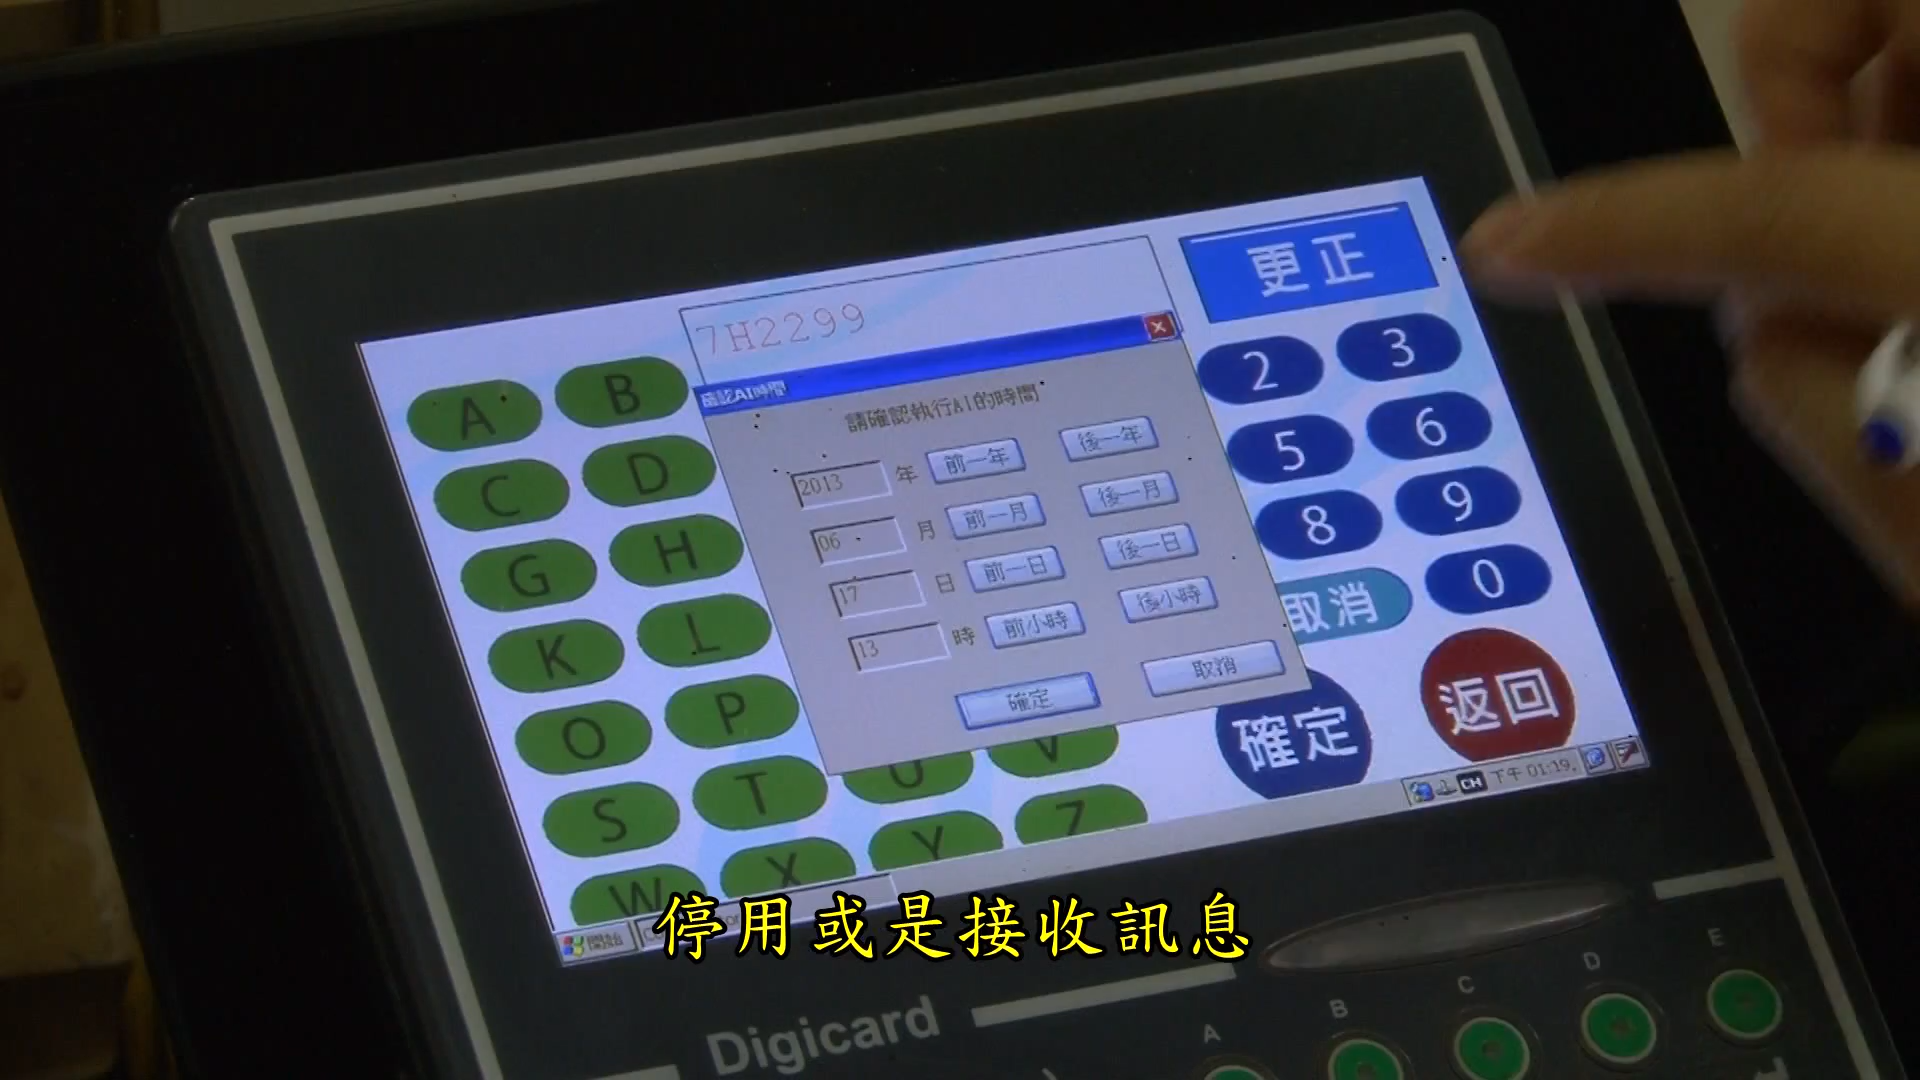 更正
7H2299
確認AI時間
請確認執行AI的時間
2013 年 前一年 後一年
06 月 前一月 後一月
17 日 前一日 後一日
13 時 前小時 後小時
確定 取消
A B
C D
G H
K L
O P
S T U V
W X Y Z
2 3
5 6
8 9
取消 0
確定 返回
開始
CH 下午 01:19
停用或是接收訊息
Digicard
A B C D E